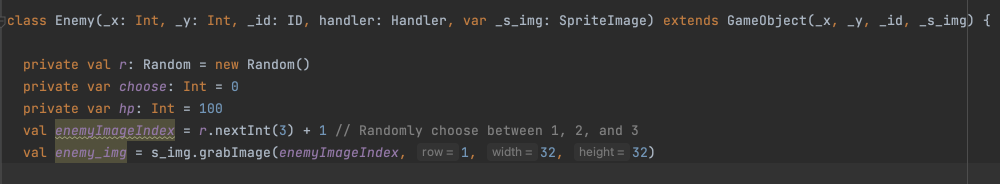 class Enemy(_x: Int, _y: Int, _id: ID, handler: Handler, var _s_img: SpriteImage) extends GameObject(_x, _y, _id, _s_img) {
private val r: Random = new Random()
private var choose: Int = 0
private var hp: Int = 100
val enemyImageIndex = r.nextInt(3) + 1 // Randomly choose between 1, 2, and 3
val enemy_img = s_img.grabImage(enemyImageIndex, row = 1, width = 32, height = 32)